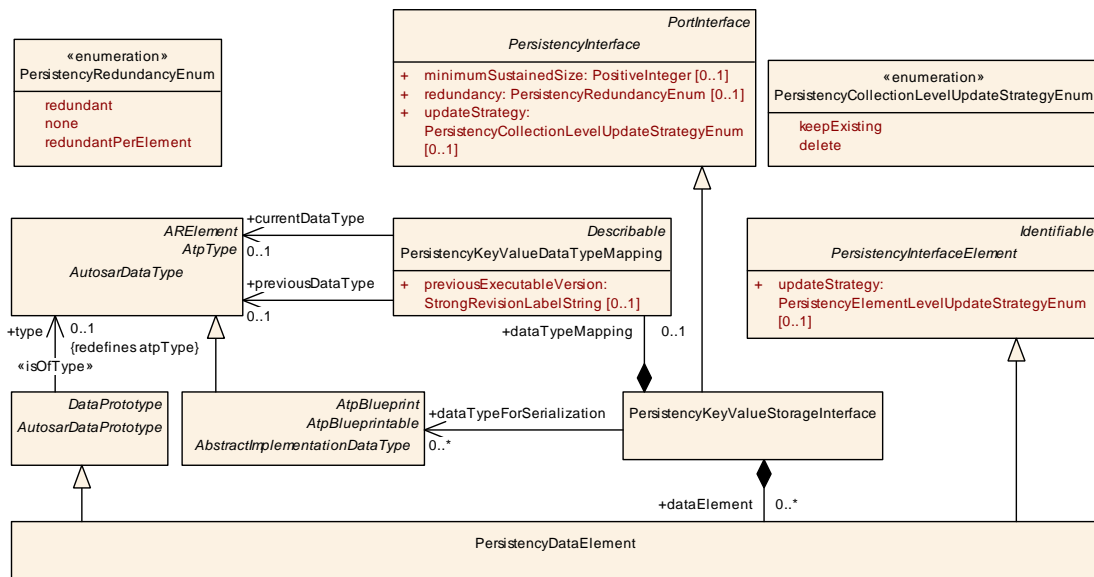 PortInterface
PersistencyInterface
+ minimumSustainedSize: PositiveInteger [0..1]
+ redundancy: PersistencyRedundancyEnum [0..1]
+ updateStrategy:
PersistencyCollectionLevelUpdateStrategyEnum
[0..1]
«enumeration»
PersistencyRedundancyEnum
redundant
none
redundantPerElement
«enumeration»
PersistencyCollectionLevelUpdateStrategyEnum
keepExisting
delete
ARElement
AtpType
AutosarDataType
+currentDataType
0..1
+previousDataType
0..1
Describable
PersistencyKeyValueDataTypeMapping
+ previousExecutableVersion:
StrongRevisionLabelString [0..1]
Identifiable
PersistencyInterfaceElement
+ updateStrategy:
PersistencyElementLevelUpdateStrategyEnum
[0..1]
+type
0..1
{redefines atpType}
«isOfType»
+dataTypeMapping
0..1
DataPrototype
AutosarDataPrototype
AtpBlueprint
AtpBlueprintable
AbstractImplementationDataType
+dataTypeForSerialization
0..*
PersistencyKeyValueStorageInterface
+dataElement
0..*
PersistencyDataElement